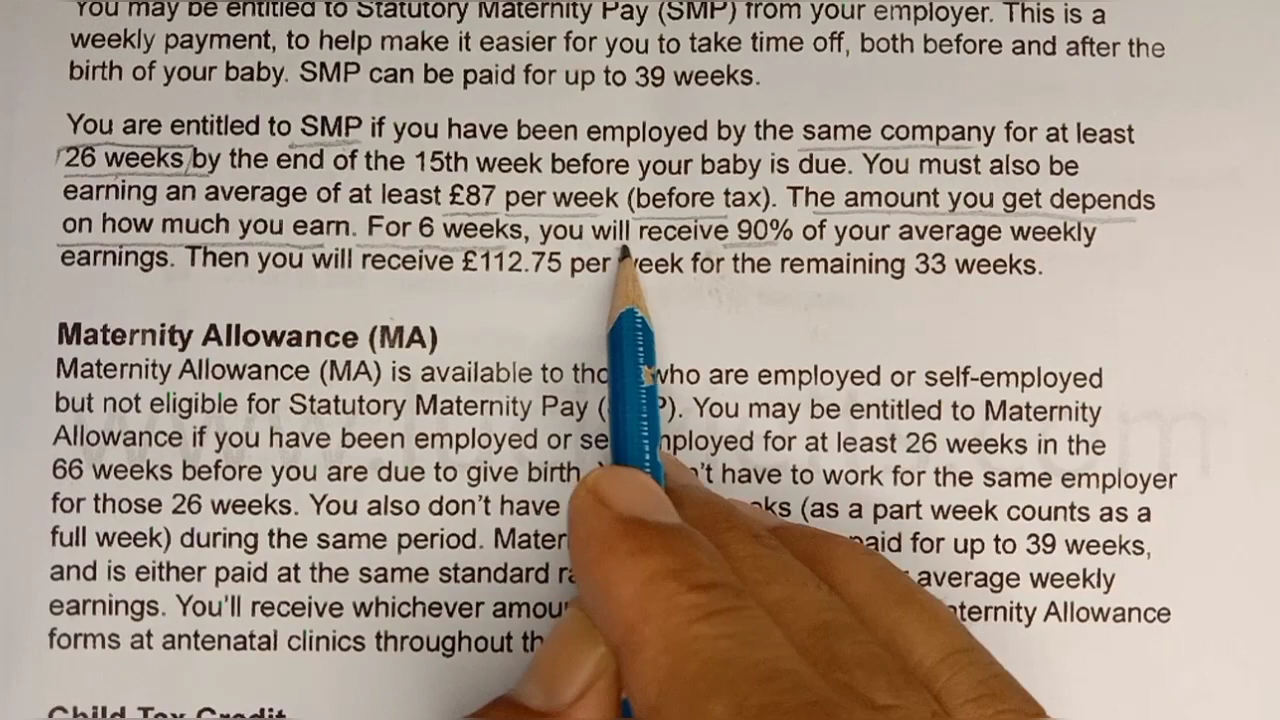 You may be entitled to Statutory Maternity Pay (SMP) from your employer. This is a
weekly payment, to help make it easier for you to take time off, both before and after the
birth of your baby. SMP can be paid for up to 39 weeks.
You are entitled to SMP if you have been employed by the same company for at least
26 weeks by the end of the 15th week before your baby is due. You must also be
earning an average of at least £87 per week (before tax). The amount you get depends
on how much you earn. For 6 weeks, you will receive 90% of your average weekly
earnings. Then you will receive £112.75 per week for the remaining 33 weeks.
Maternity Allowance (MA)
Maternity Allowance (MA) is available to who are employed or self-employed
but not eligible for Statutory Maternity Pay ( ). You may be entitled to Maternity
Allowance if you have been employed or for at least 26 weeks in the
66 weeks before you are due to give birth. have to work for the same employer
for those 26 weeks. You also don't have (as a part week counts as a
full week) during the same period. paid for up to 39 weeks,
and is either paid at the same standard average weekly
earnings. You'll receive whichever Allowance
forms at antenatal clinics throughout
Child Tax Credit